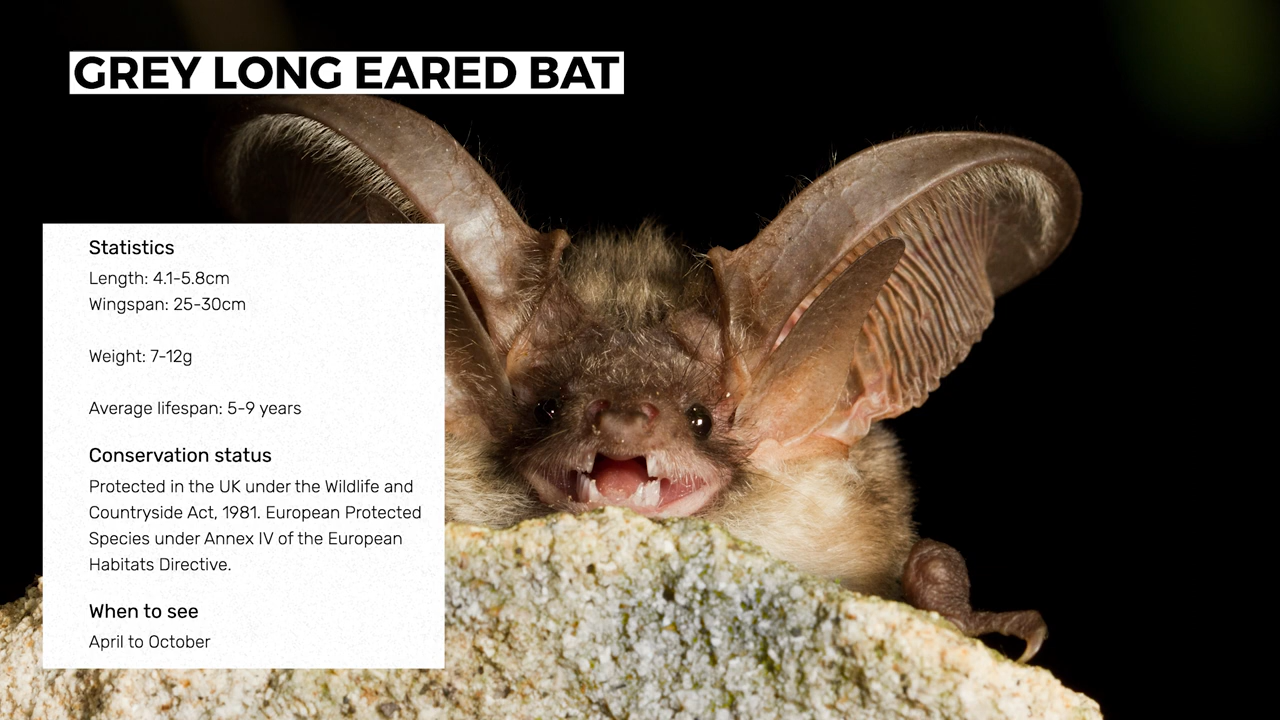 GREY LONG EARED BAT
Statistics
Length: 4.1-5.8cm
Wingspan: 25-30cm
Weight: 7-12g
Average lifespan: 5-9 years
Conservation status
Protected in the UK under the Wildlife and
Countryside Act, 1981. European Protected
Species under Annex IV of the European
Habitats Directive.
When to see
April to October